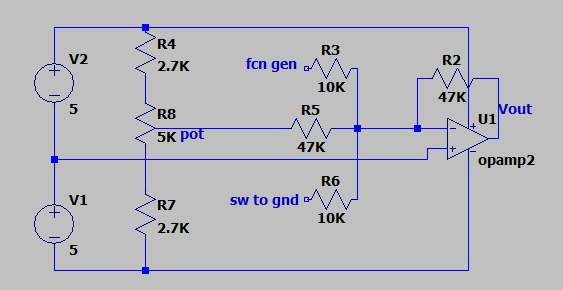 V2
5
R4
2.7K
R8
5K pot
R7
2.7K
V1
5
fcn gen
R3
10K
R5
47K
sw to gnd
R6
10K
R2
47K
U1
Vout
opamp2